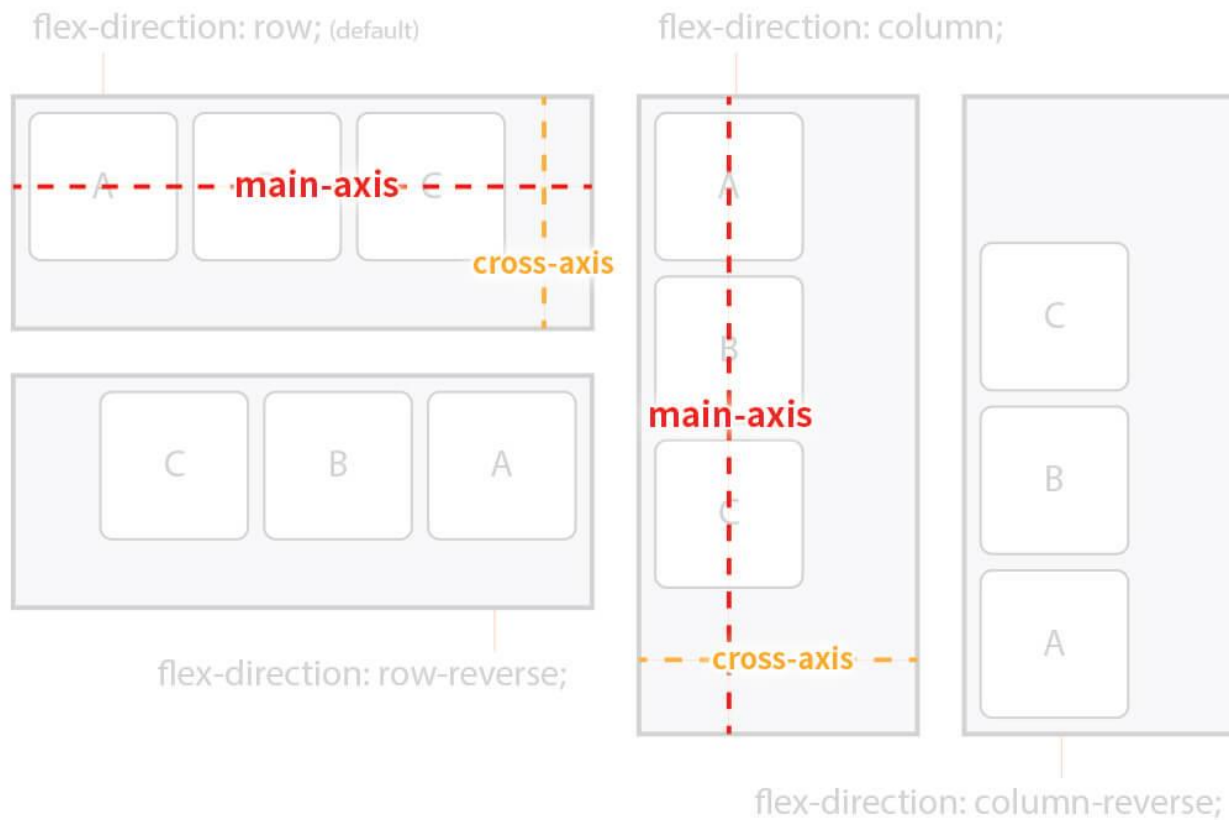 flex-direction: row; (default)
flex-direction: column;
A
main-axis
C
cross-axis
C
B
A
flex-direction: row-reverse;
A
B
main-axis
C
cross-axis
C
B
A
flex-direction: column-reverse;